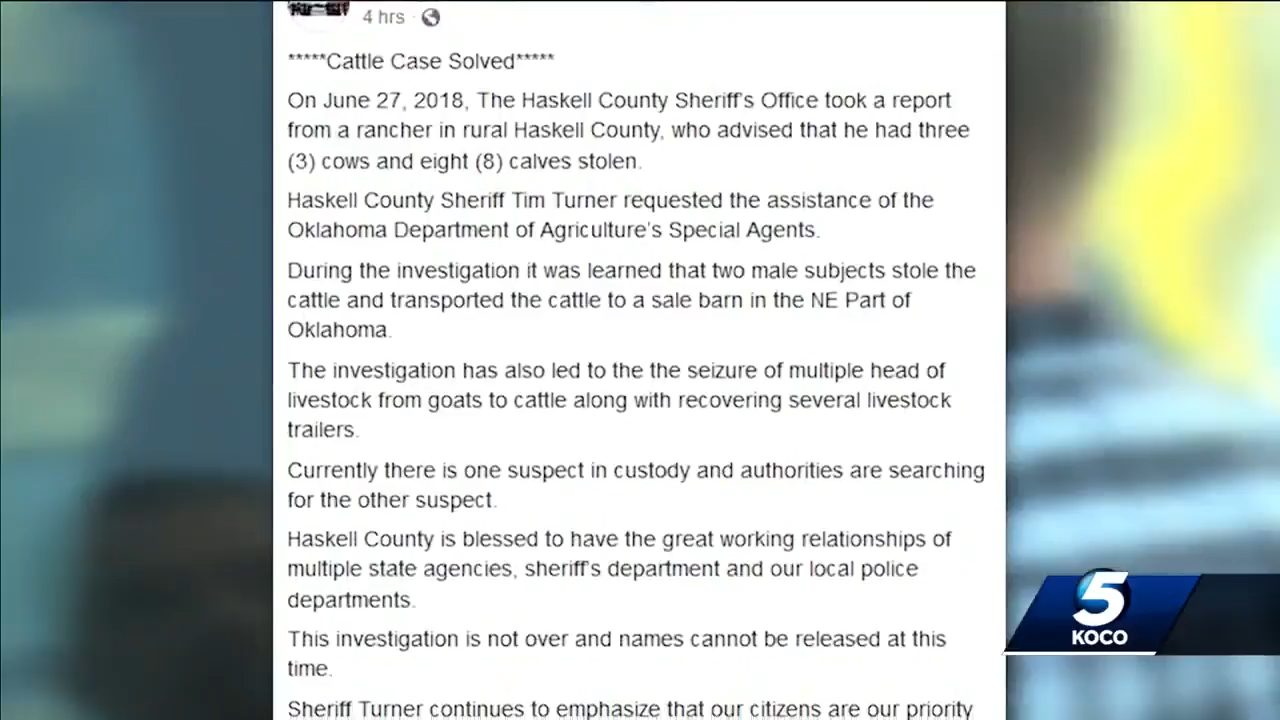 4 hrs
*****Cattle Case Solved*****
On June 27, 2018, The Haskell County Sheriff's Office took a report
from a rancher in rural Haskell County, who advised that he had three
(3) cows and eight (8) calves stolen.
Haskell County Sheriff Tim Turner requested the assistance of the
Oklahoma Department of Agriculture's Special Agents.
During the investigation it was learned that two male subjects stole the
cattle and transported the cattle to a sale barn in the NE Part of
Oklahoma.
The investigation has also led to the the seizure of multiple head of
livestock from goats to cattle along with recovering several livestock
trailers.
Currently there is one suspect in custody and authorities are searching
for the other suspect.
Haskell County is blessed to have the great working relationships of
multiple state agencies, sheriff's department and our local police
departments.
This investigation is not over and names cannot be released at this
time.
Sheriff Turner continues to emphasize that our citizens are our priority
5
KOCO